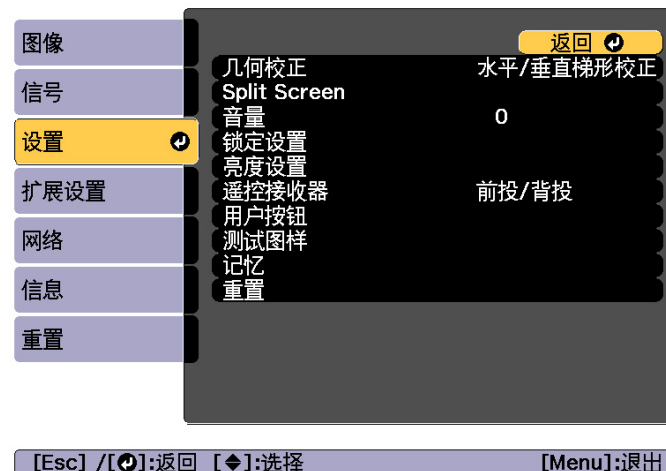 图像
信号
设置
扩展设置
网络
信息
重置
返回
几何校正 水平/垂直梯形校正
Split Screen
音量 0
锁定设置
亮度设置
遥控接收器 前投/背投
用户按钮
测试图样
记忆
重置
[Esc] /[ ]:返回 [ ]:选择 [Menu]:退出